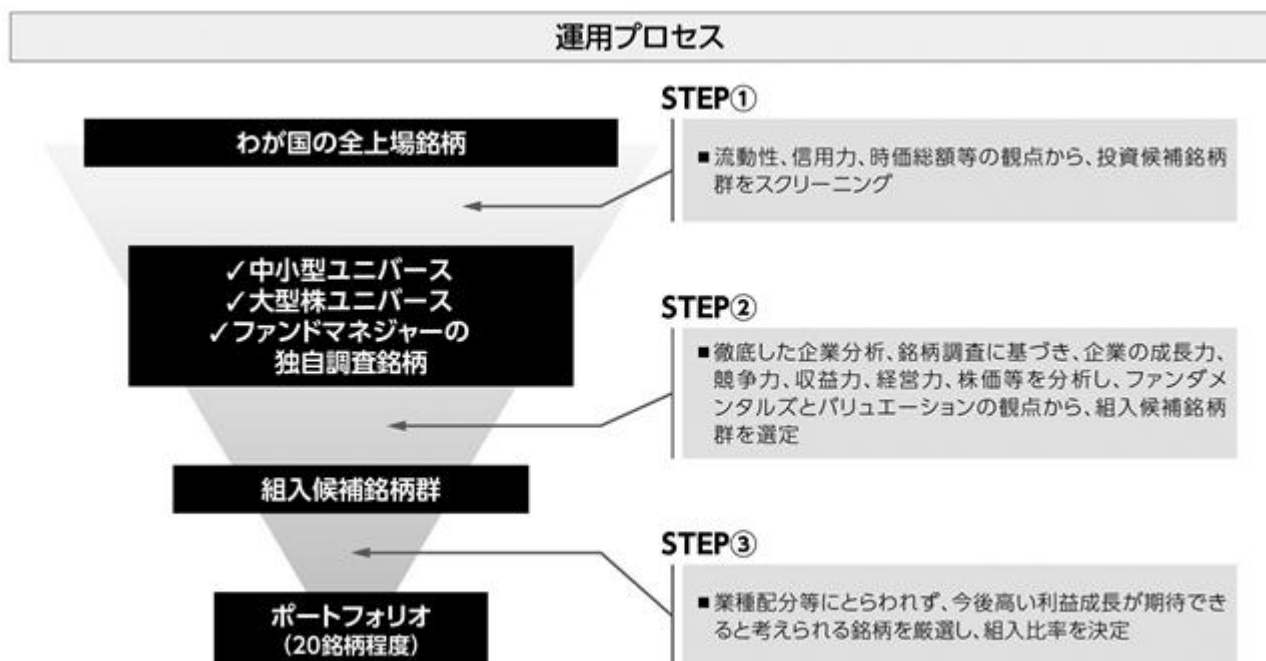 運用プロセス
わが国の全上場銘柄
STEP①
■流動性、信用力、時価総額等の観点から、投資候補銘柄
群をスクリーニング
✓中小型ユニバース
✓大型株ユニバース
✓ファンドマネジャーの
独自調査銘柄
STEP②
■徹底した企業分析、銘柄調査に基づき、企業の成長力、
競争力、収益力、経営力、株価等を分析し、ファンダメ
ンタルズとバリュエーションの観点から、組入候補銘柄
群を選定
組入候補銘柄群
STEP③
■業種配分等にとらわれず、今後高い利益成長が期待でき
ると考えられる銘柄を厳選し、組入比率を決定
ポートフォリオ
(20銘柄程度)